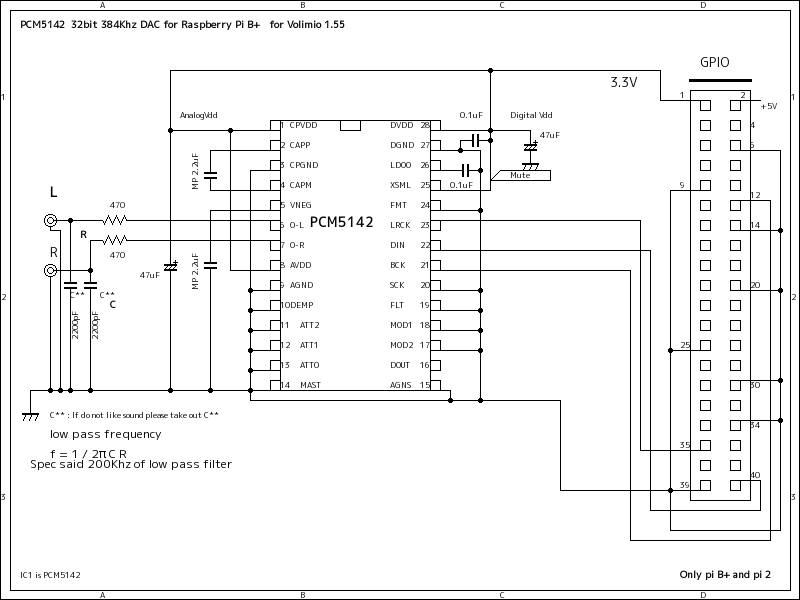 A B C D
PCM5142 32bit 384Khz DAC for Raspberry Pi B+ for Volimio 1.55
GPIO
3.3V
1 2
+5V
1 1
AnalogVdd
0.1uF
Digital Vdd
47uF
1 CPVDD DVDD 28
4
2 CAPP DGND 27
6
3 CPGND LDOO 26
MP 2.2uF
Mute
0.1uF
4 CAPM XSML 25
9
L
12
5 VNEG FMT 24
470
PCM5142
6 O-L LRCK 23
14
R
7 O-R DIN 22
R
470
MP 2.2uF
8 AVDD BCK 21
47uF
9 AGND SCK 20
20
C** C**
2 2
C
10DEMP FLT 19
2200pF 2200pF
11 ATT2 MOD1 18
12 ATT1 MOD2 17
25
13 ATTO DOUT 16
14 MAST AGNS 15
30
C** : If do not like sound please take out C**
34
low pass frequency
35
f = 1 / 2πC R
Spec said 200Khz of low pass filter
40
39
3 3
IC1 is PCM5142
Only pi B+ and pi 2
A B C D